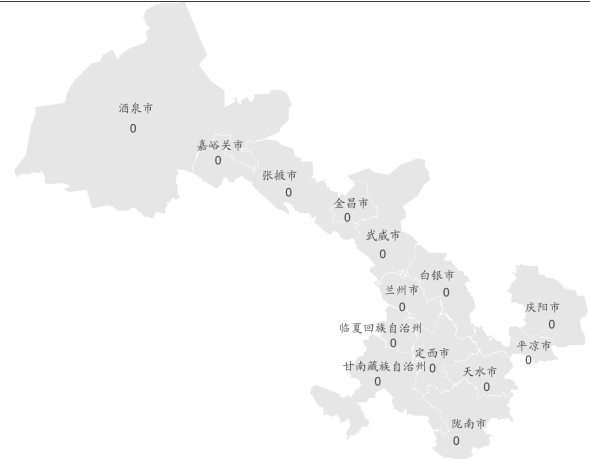 酒泉市
0
嘉峪关市
0
张掖市
0
金昌市
0
武威市
0
白银市
0
兰州市
0
庆阳市
0
临夏回族自治州
0
平凉市
0
定西市
0
甘南藏族自治州
0
天水市
0
陇南市
0